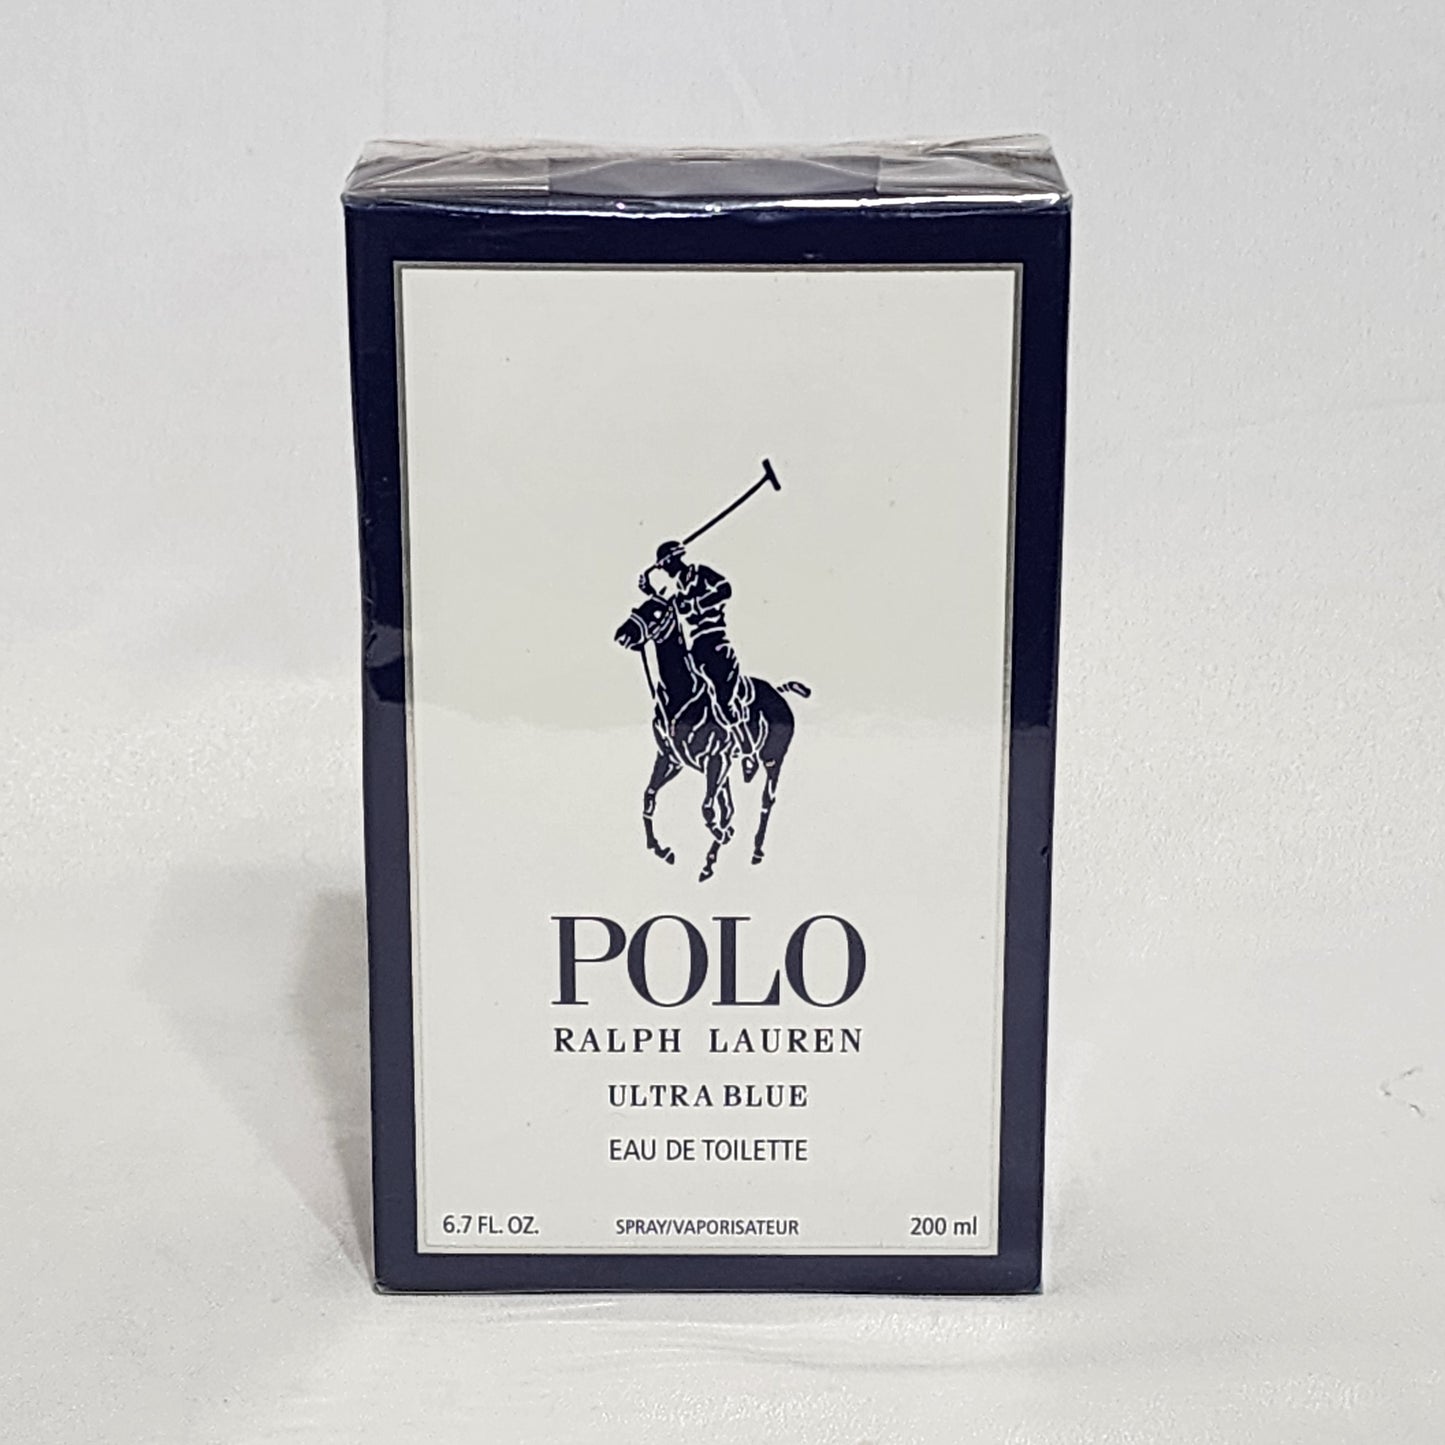 POLO
RALPH LAUREN
ULTRA BLUE
EAU DE TOILETTE
6.7 FL. OZ. SPRAY/VAPORISATEUR 200 ml